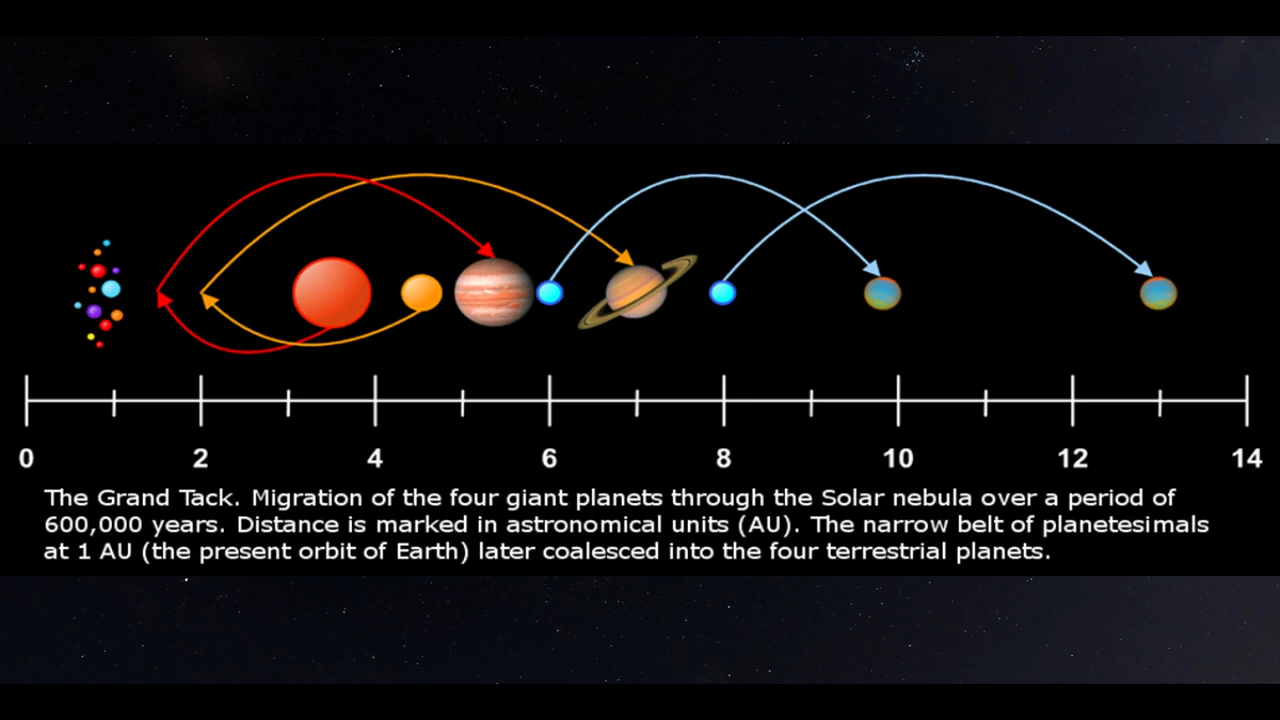 0 2 4 6 8 10 12 14
The Grand Tack. Migration of the four giant planets through the Solar nebula over a period of
600,000 years. Distance is marked in astronomical units (AU). The narrow belt of planetesimals
at 1 AU (the present orbit of Earth) later coalesced into the four terrestrial planets.